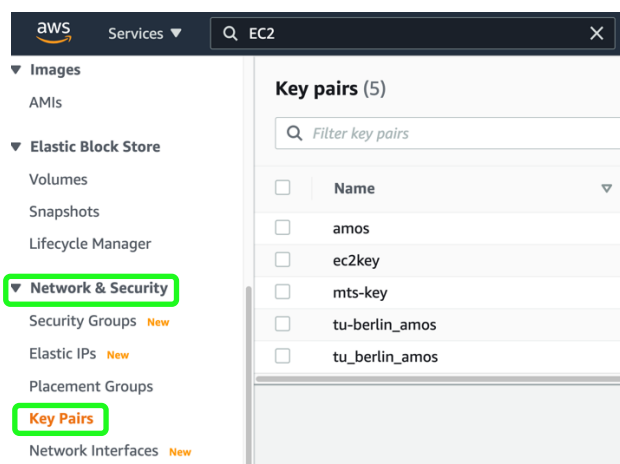 aws Services ▼ EC2
▼ Images
AMIs
▼ Elastic Block Store
Volumes
Snapshots
Lifecycle Manager
▼ Network & Security
Security Groups New
Elastic IPs New
Placement Groups
Key Pairs
Network Interfaces New
Key pairs (5)
Filter key pairs
Name
amos
ec2key
mts-key
tu-berlin_amos
tu_berlin_amos